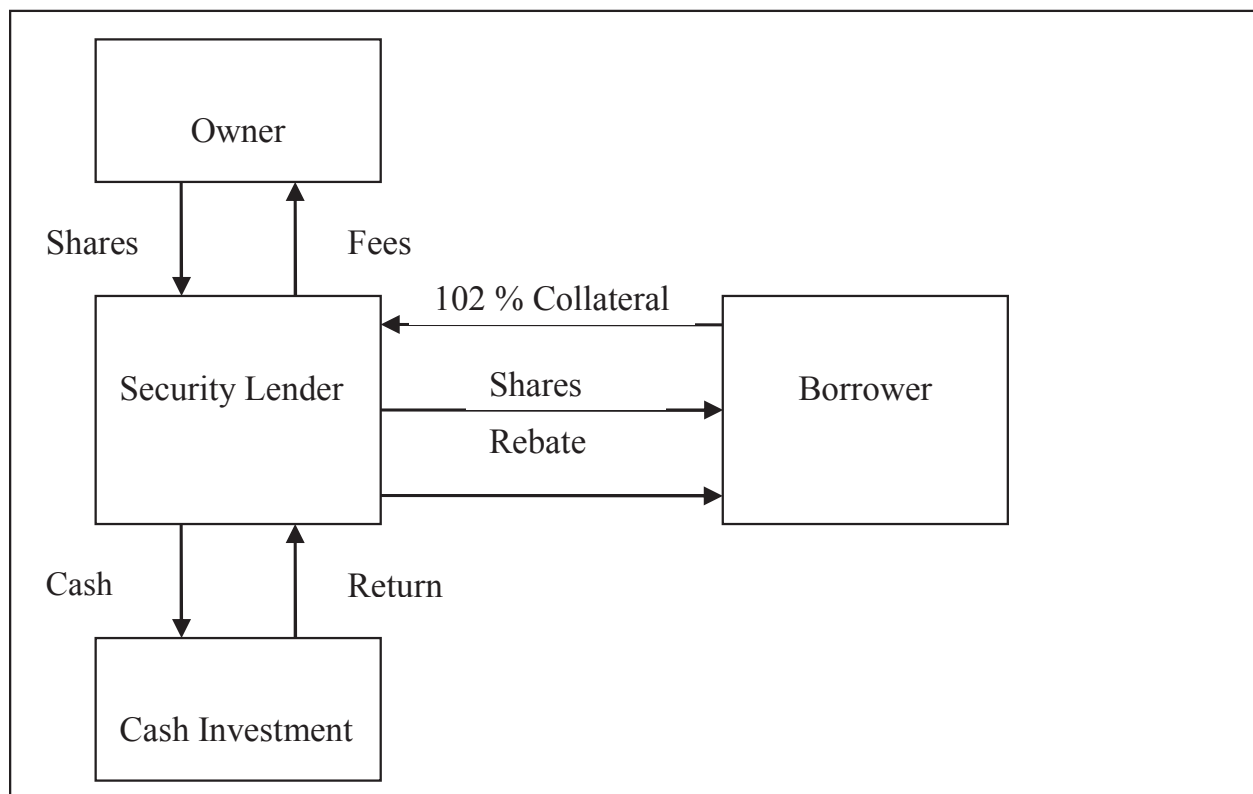 Owner
Shares
Fees
102 % Collateral
Security Lender
Shares
Borrower
Rebate
Cash
Return
Cash Investment